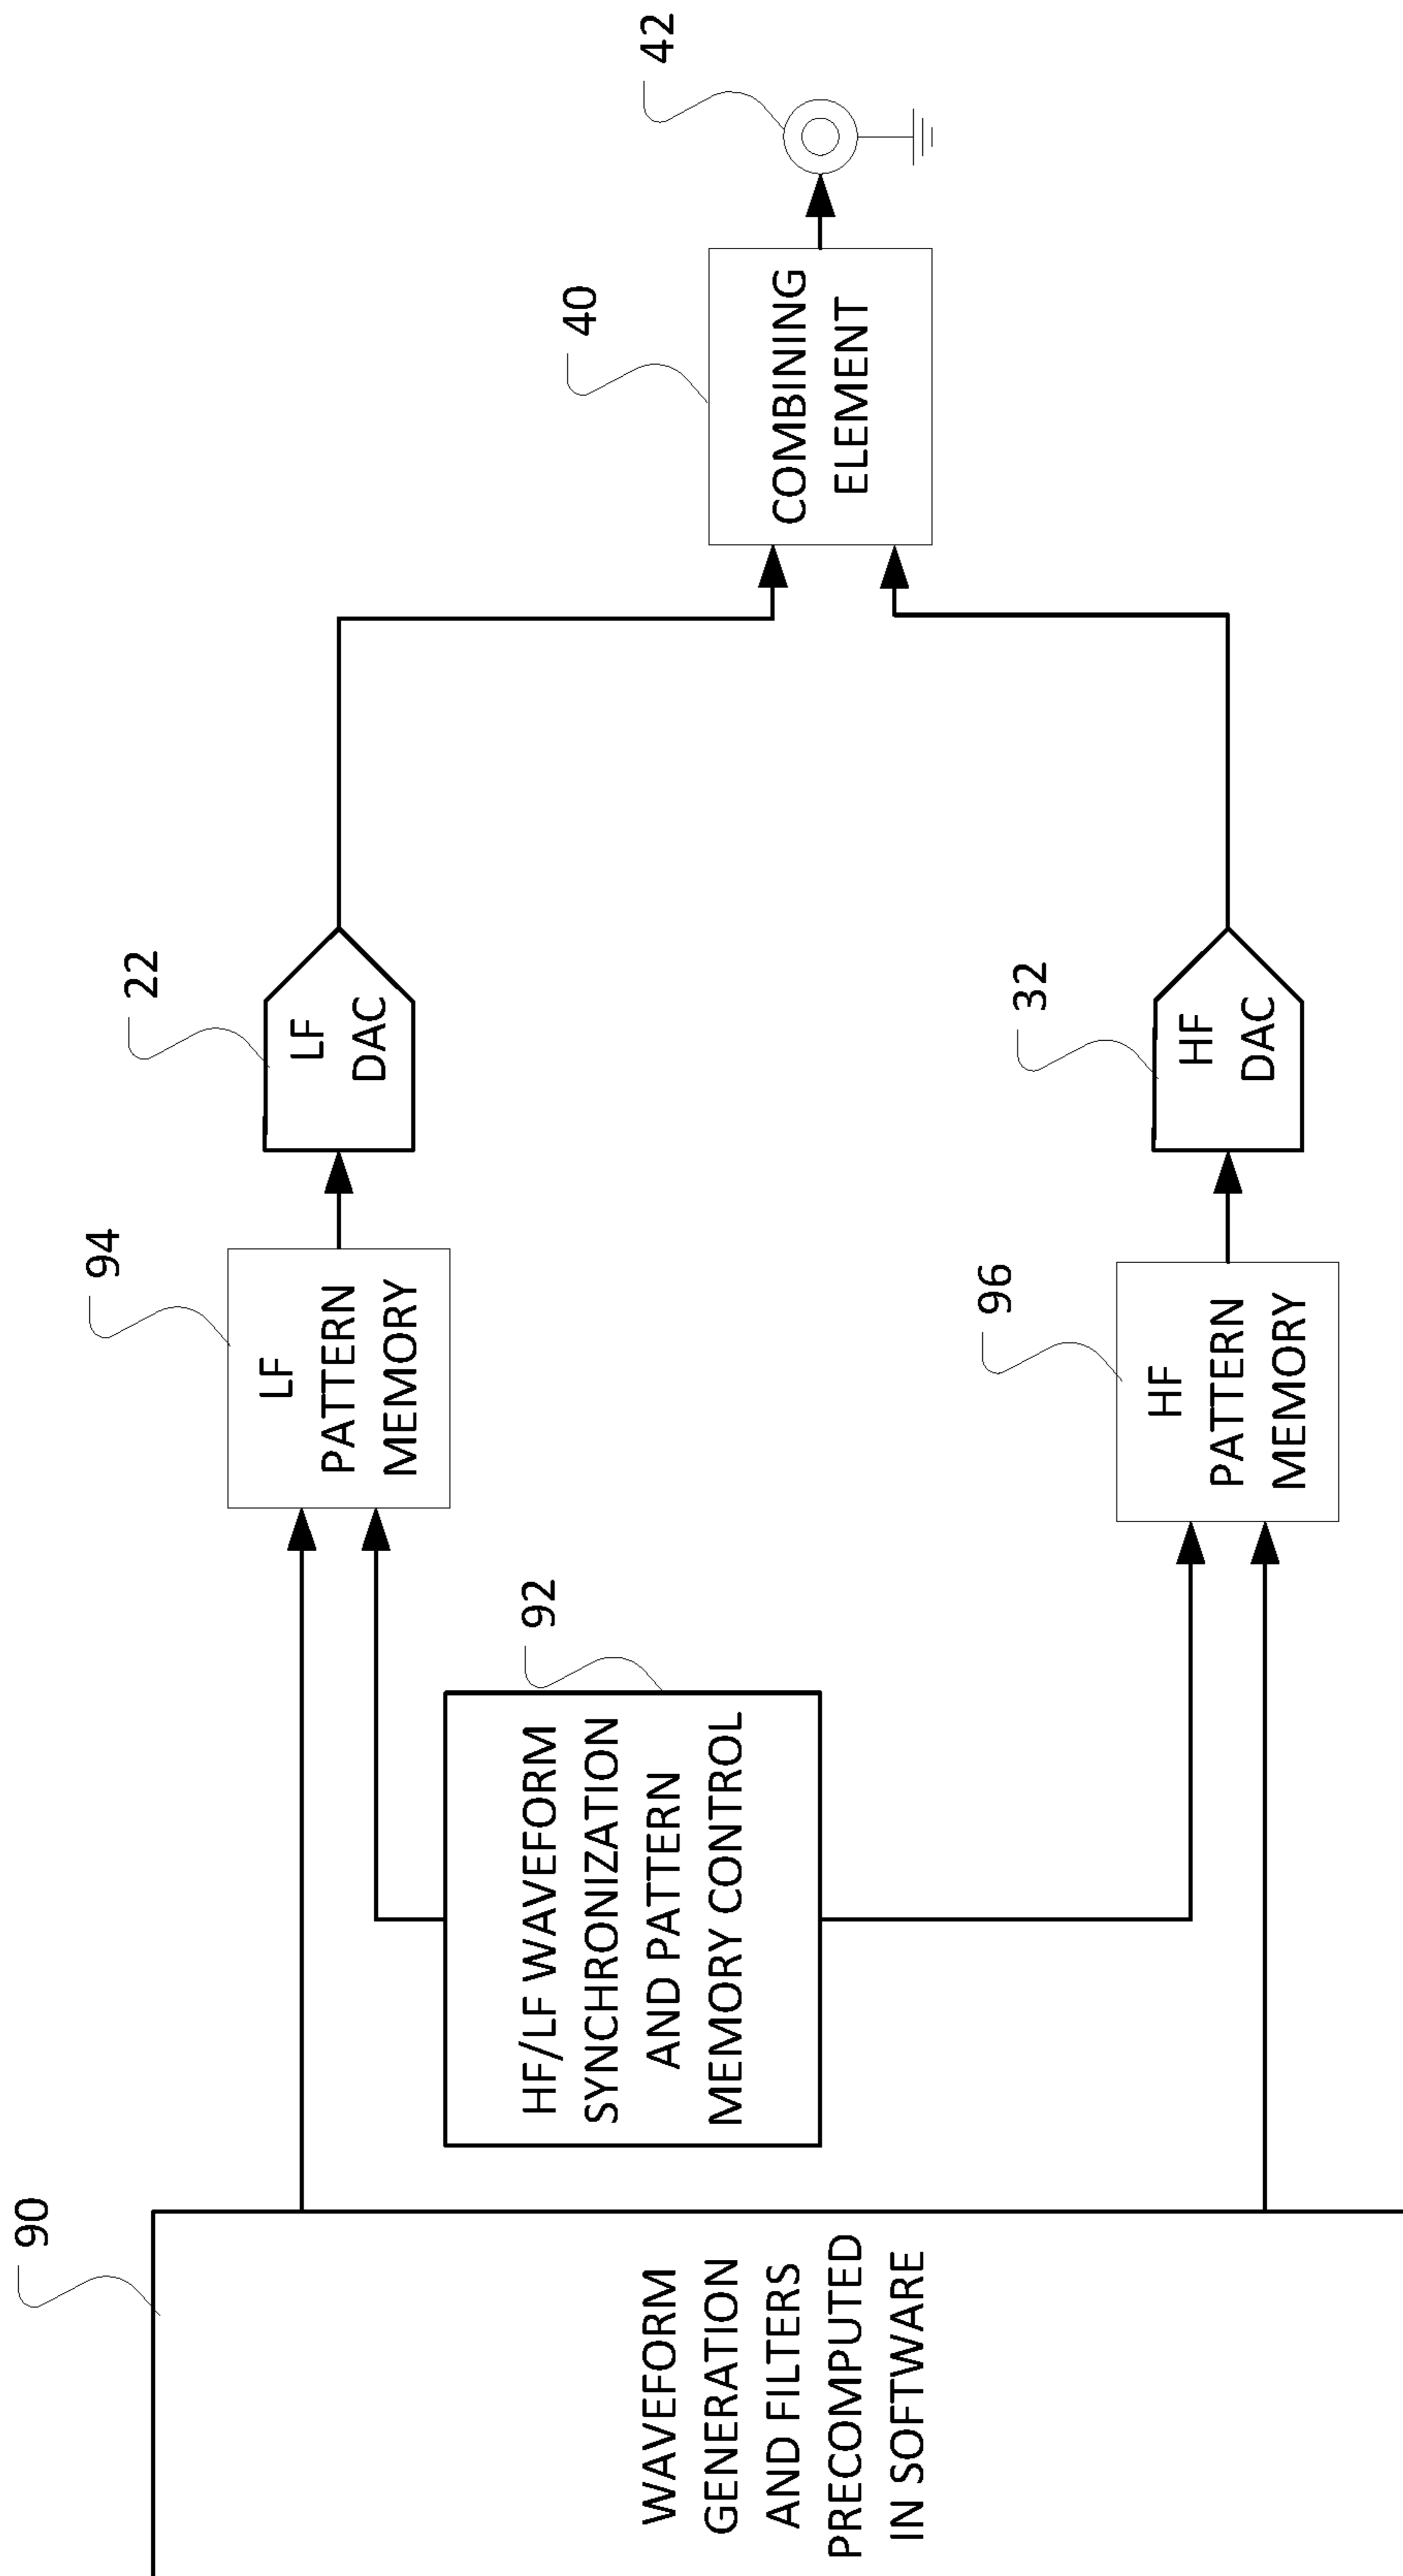 90
WAVEFORM
GENERATION
AND FILTERS
PRECOMPUTED
IN SOFTWARE
92
HF/LF WAVEFORM
SYNCHRONIZATION
AND PATTERN
MEMORY CONTROL
94
LF
PATTERN
MEMORY
22
LF
DAC
96
HF
PATTERN
MEMORY
32
HF
DAC
40
COMBINING
ELEMENT
42